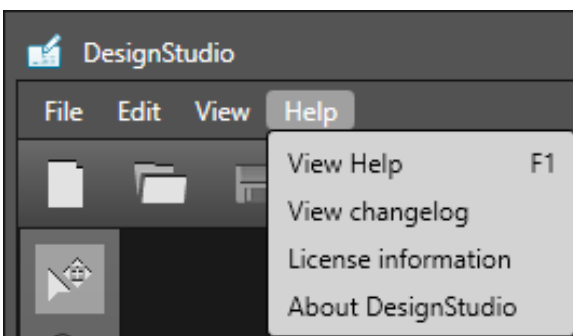 DesignStudio
File Edit View Help
View Help F1
View changelog
License information
About DesignStudio